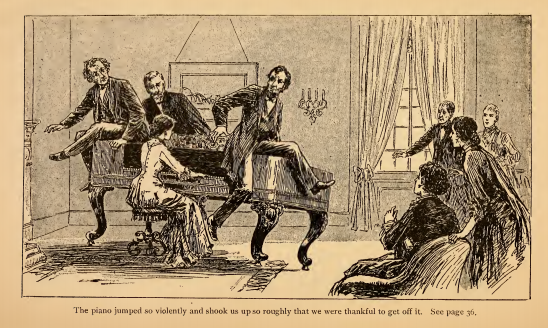 The piano jumped so violently and shook us up so roughly that we were thankful to get off it. See page 36.